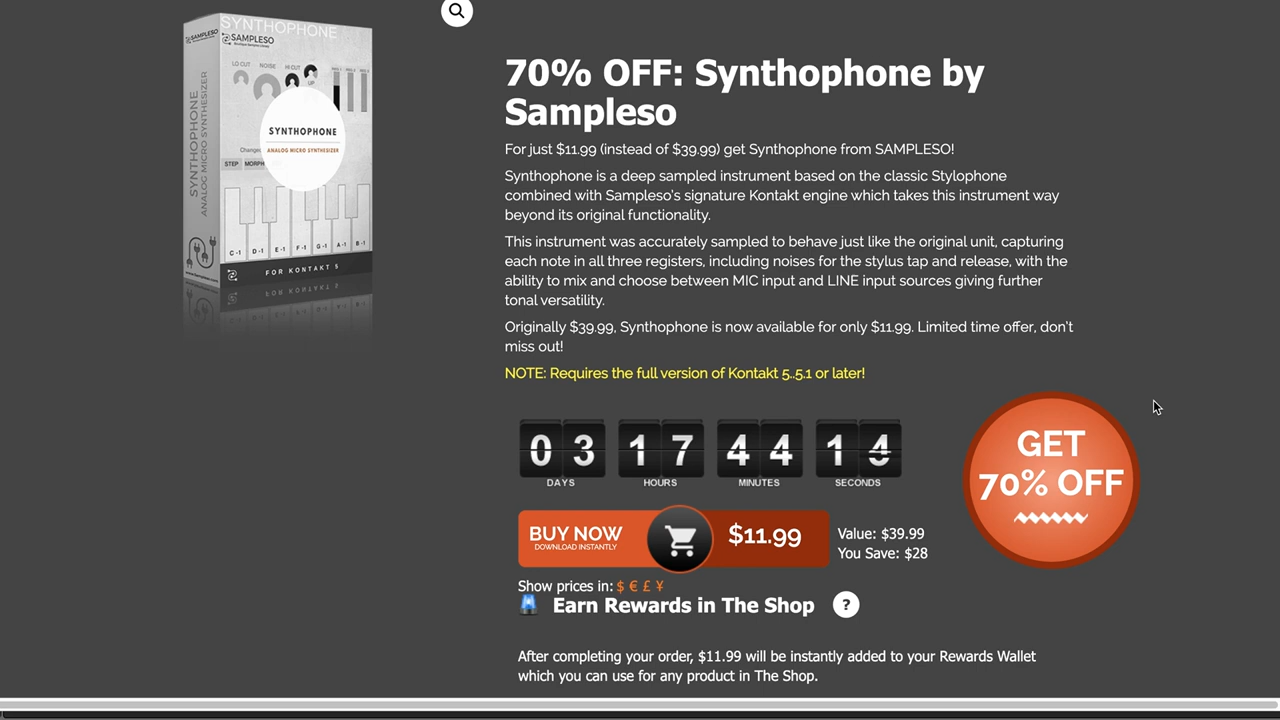 SYNTHOPHONE
SAMPLESO
SAMPLESO
Boutique Samples Library
LO CUT
NOISE
HI CUT
UP
SYNTHOPHONE
ANALOG MICRO SYNTHESIZER
STEP
MORPH
SYNTHOPHONE
ANALOG MICRO SYNTHESIZER
C-1
D-1
E-1
F-1
G-1
A-1
B-1
FOR KONTAKT 5
70% OFF: Synthophone by
Sampleso
For just $11.99 (instead of $39.99) get Synthophone from SAMPLESO!
Synthophone is a deep sampled instrument based on the classic Stylophone
combined with Sampleso's signature Kontakt engine which takes this instrument way
beyond its original functionality.
This instrument was accurately sampled to behave just like the original unit, capturing
each note in all three registers, including noises for the stylus tap and release, with the
ability to mix and choose between MIC input and LINE input sources giving further
tonal versatility.
Originally $39.99, Synthophone is now available for only $11.99. Limited time offer, don't
miss out!
NOTE: Requires the full version of Kontakt 5..5.1 or later!
03 17 44 14
DAYS HOURS MINUTES SECONDS
GET
70% OFF
BUY NOW
DOWNLOAD INSTANTLY
$11.99
Value: $39.99
You Save: $28
Show prices in: $ € £ ¥
Earn Rewards in The Shop ?
After completing your order, $11.99 will be instantly added to your Rewards Wallet
which you can use for any product in The Shop.